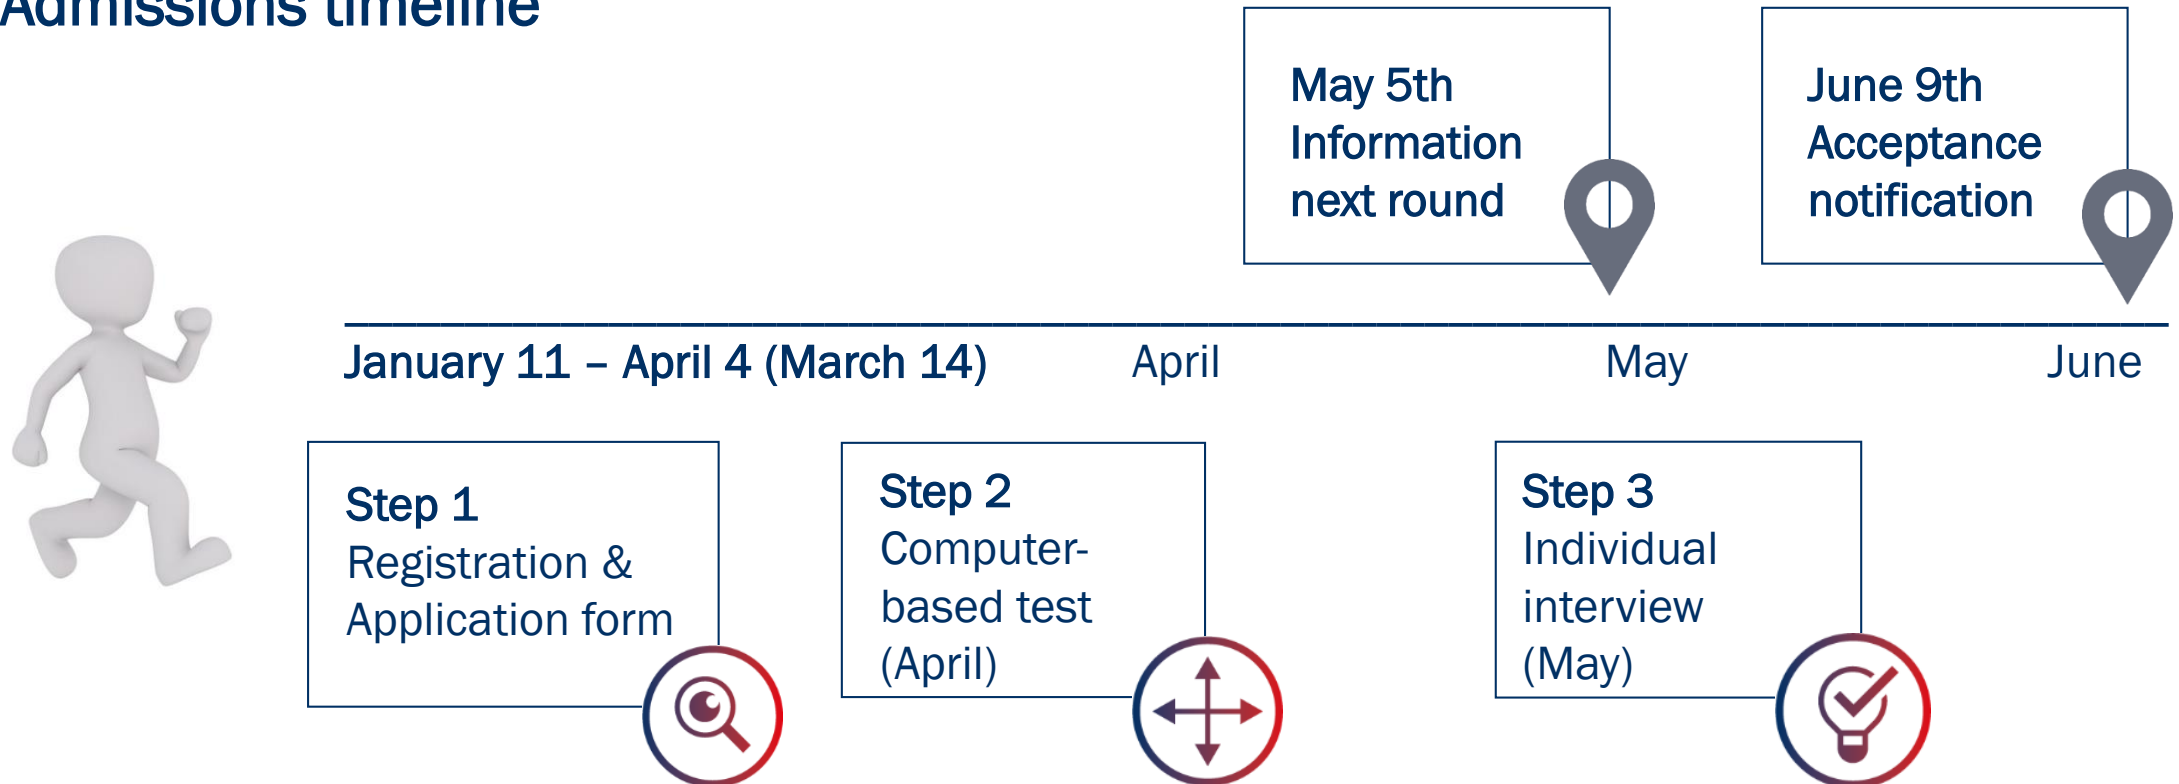 Admissions timeline
May 5th
Information
next round
June 9th
Acceptance
notification
January 11 – April 4 (March 14)
April
May
June
Step 1
Registration &
Application form
Step 2
Computer-
based test
(April)
Step 3
Individual
interview
(May)